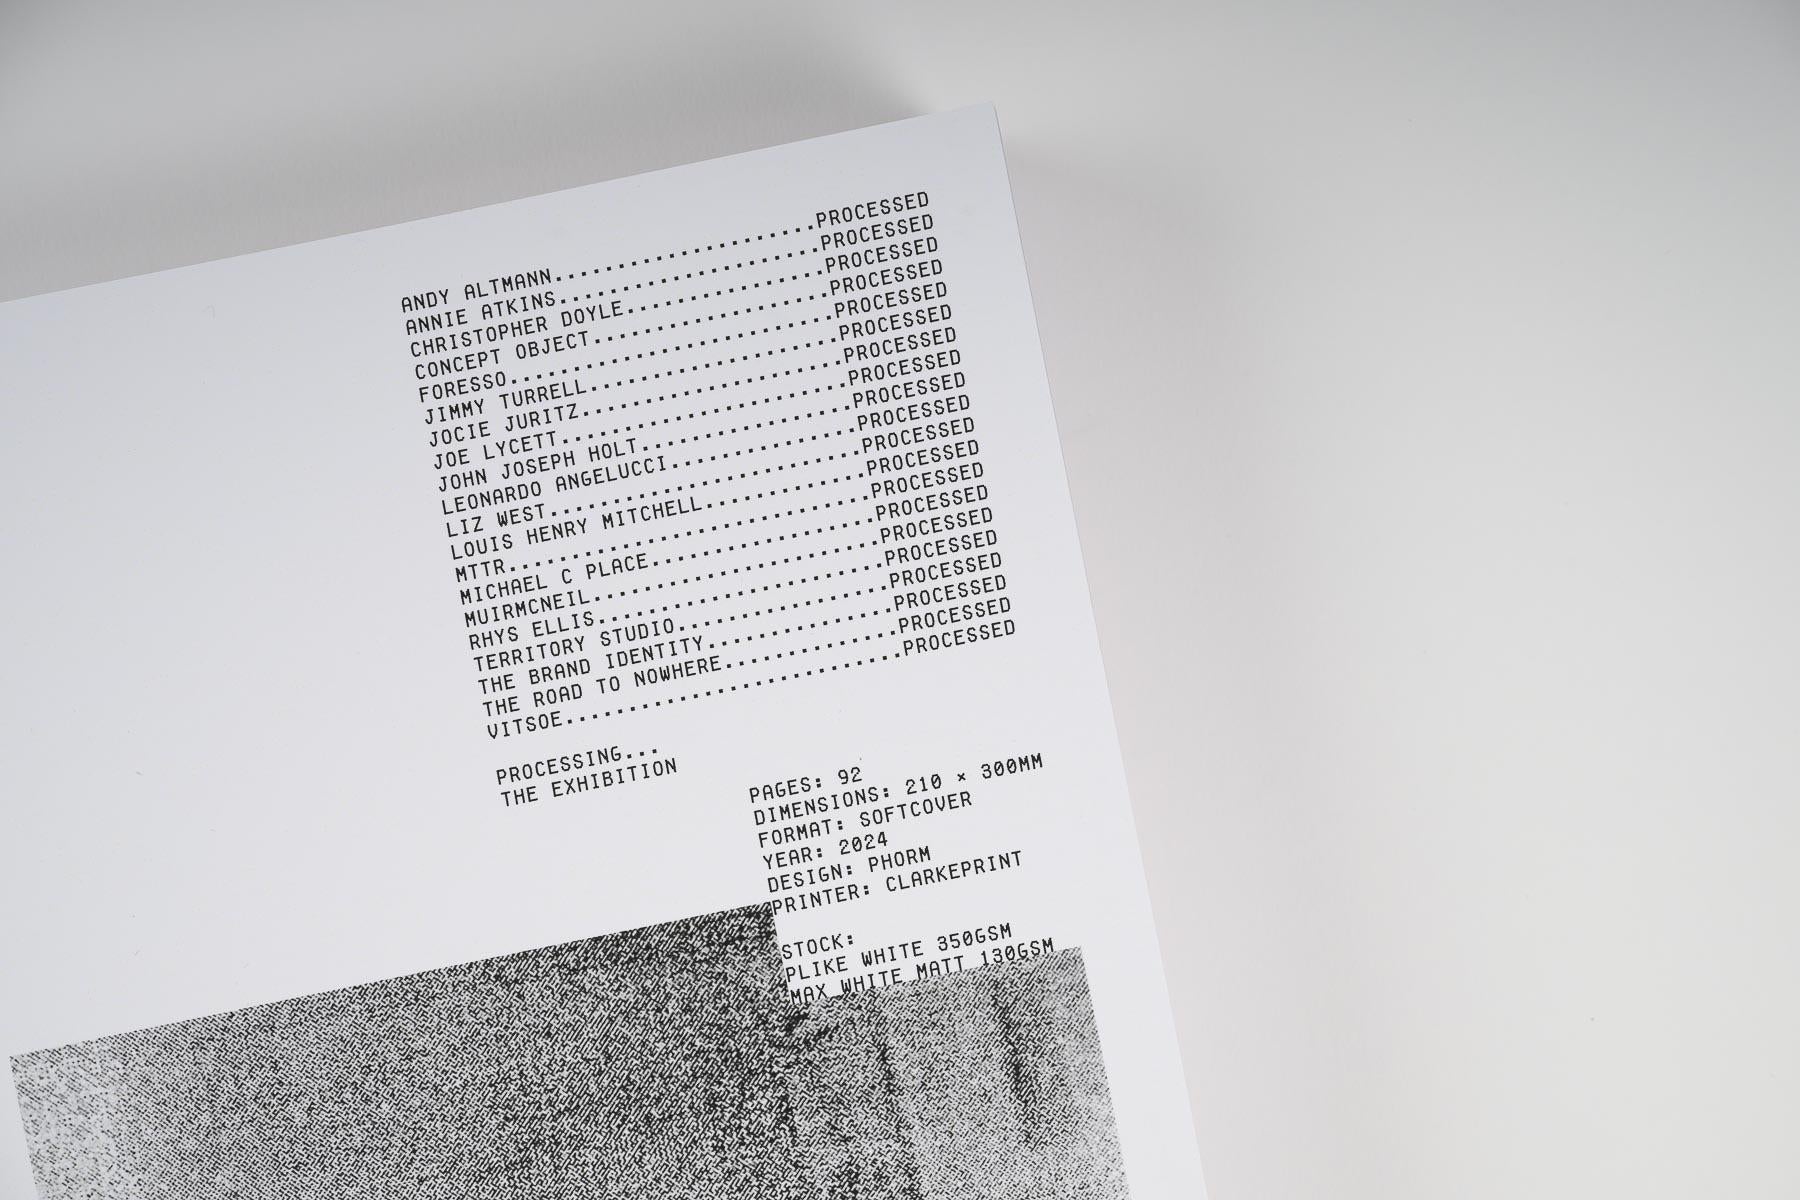 ANDY ALTMANN.....................PROCESSED
ANNIE ATKINS.....................PROCESSED
CHRISTOPHER DOYLE................PROCESSED
CONCEPT OBJECT...................PROCESSED
FORESSO..........................PROCESSED
JIMMY TURRELL....................PROCESSED
JOCIE JURITZ.....................PROCESSED
JOE LYCETT.......................PROCESSED
JOHN JOSEPH HOLT.................PROCESSED
LEONARDO ANGELUCCI...............PROCESSED
LIZ WEST.........................PROCESSED
LOUIS HENRY MITCHELL.............PROCESSED
MTTR.............................PROCESSED
MICHAEL C PLACE..................PROCESSED
MUIRMCNEIL.......................PROCESSED
RHYS ELLIS.......................PROCESSED
TERRITORY STUDIO.................PROCESSED
THE BRAND IDENTITY...............PROCESSED
THE ROAD TO NOWHERE..............PROCESSED
VITSOE...........................PROCESSED
PROCESSING...
THE EXHIBITION
PAGES: 92
DIMENSIONS: 210 × 300MM
FORMAT: SOFTCOVER
YEAR: 2024
DESIGN: PHORM
PRINTER: CLARKEPRINT
STOCK:
PLIKE WHITE 350GSM
MAX WHITE MATT 130GSM